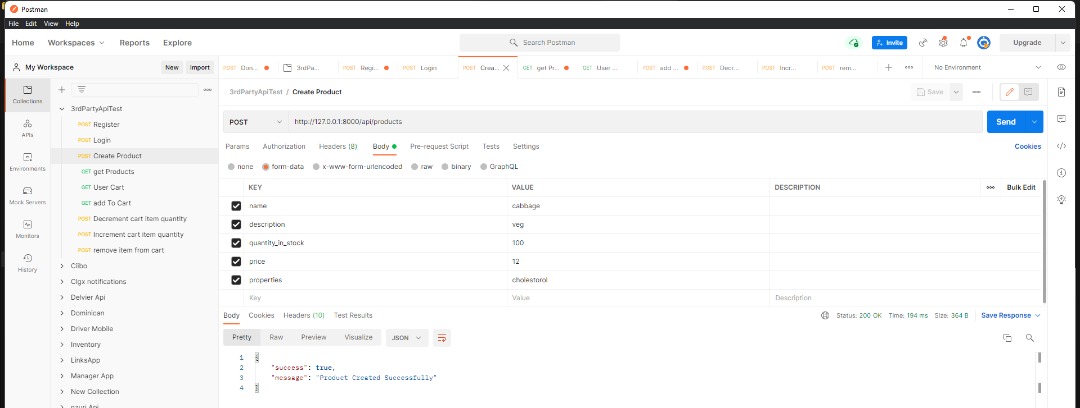 Postman
File Edit View Help
Home Workspaces Reports Explore Search Postman Invite Upgrade
My Workspace New Import POST Don... 3rdPa... POST Regi... POST Login POST Crea... GET get Pr... GET User ... POST add ... POST Decr... POST Incr... POST rem... No Environment
Collections
APIs
Environments
Mock Servers
Monitors
History
3rdPartyApiTest
POST Register
POST Login
POST Create Product
GET get Products
GET User Cart
GET add To Cart
POST Decrement cart item quantity
POST Increment cart item quantity
POST remove item from cart
Clibo
Clgx notifications
Delvier Api
Dominican
Driver Mobile
Inventory
LinksApp
Manager App
New Collection
3rdPartyApiTest / Create Product Save
POST http://127.0.0.1:8000/api/products Send
Params Authorization Headers (8) Body Pre-request Script Tests Settings Cookies
none form-data x-www-form-urlencoded raw binary GraphQL
KEY VALUE DESCRIPTION Bulk Edit
name cabbage
description veg
quantity_in_stock 100
price 12
properties cholestorol
Key Value Description
Body Cookies Headers (10) Test Results Status: 200 OK Time: 194 ms Size: 364 B Save Response
Pretty Raw Preview Visualize JSON
1 {
2 "success": true,
3 "message": "Product Created Successfully"
4 }